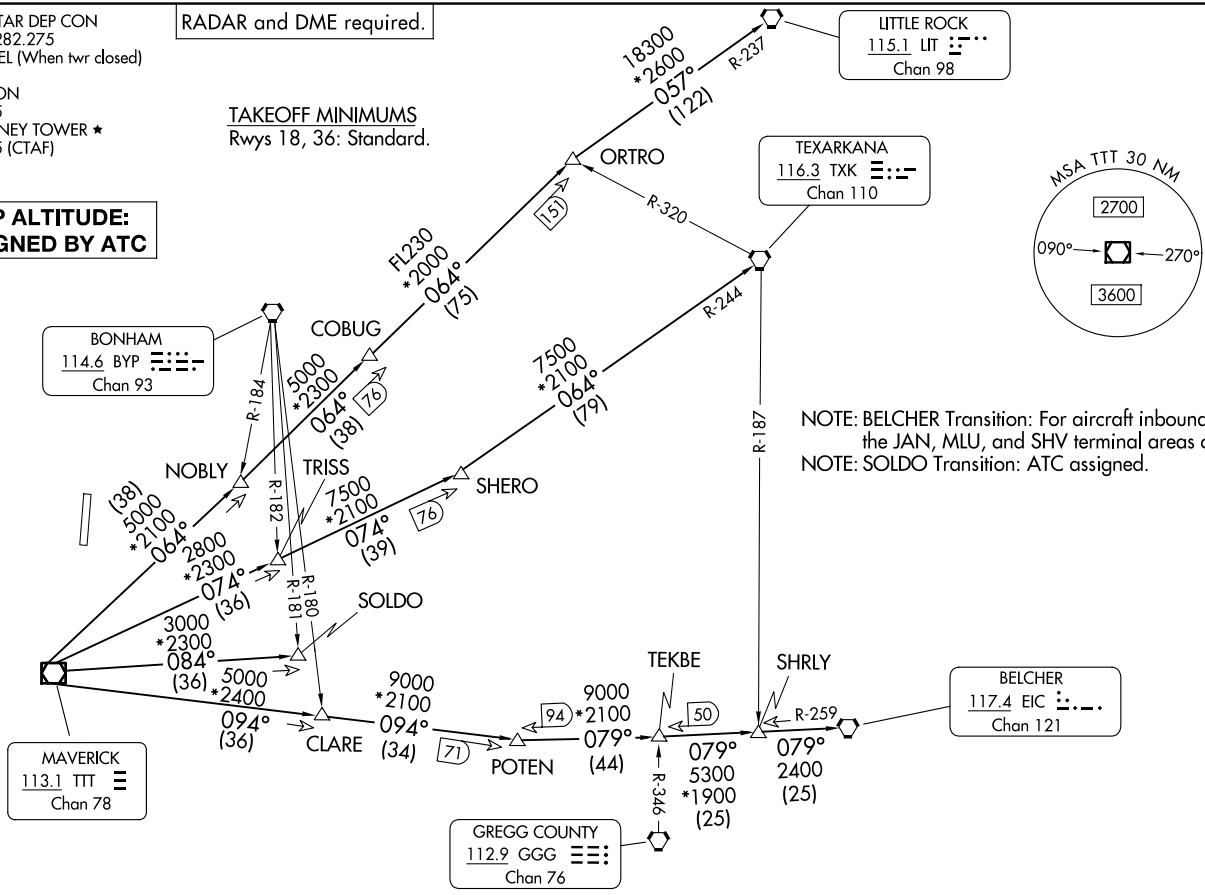 TAR DEP CON
282.275
EL (When twr closed)
ON
NEY TOWER ★
5 (CTAF)
RADAR and DME required.
TAKEOFF MINIMUMS
Rwys 18, 36: Standard.
P ALTITUDE:
GNED BY ATC
LITTLE ROCK
115.1 LIT
Chan 98
18300
*2600
057°
(122)
R-237
ORTRO
151
TEXARKANA
116.3 TXK
Chan 110
R-320
MSA TTT 30 NM
2700
090°
270°
3600
FL230
*2000
064°
(75)
COBUG
76
BONHAM
114.6 BYP
Chan 93
R-184
5000
*2300
064°
(38)
R-244
7500
*2100
064°
(79)
R-187
NOTE: BELCHER Transition: For aircraft inbound
the JAN, MLU, and SHV terminal areas
NOTE: SOLDO Transition: ATC assigned.
NOBLY
TRISS
R-182
SHERO
76
7500
*2100
074°
(39)
(38)
5000
*2100
064°
2800
*2300
074°
(36)
R-181
R-180
SOLDO
3000
*2300
084°
(36)
5000
*2400
094°
(36)
CLARE
9000
*2100
094°
(34)
71
POTEN
94
9000
*2100
079°
(44)
TEKBE
50
SHRLY
R-259
079°
5300
*1900
(25)
079°
2400
(25)
BELCHER
117.4 EIC
Chan 121
MAVERICK
113.1 TTT
Chan 78
R-346
GREGG COUNTY
112.9 GGG
Chan 76